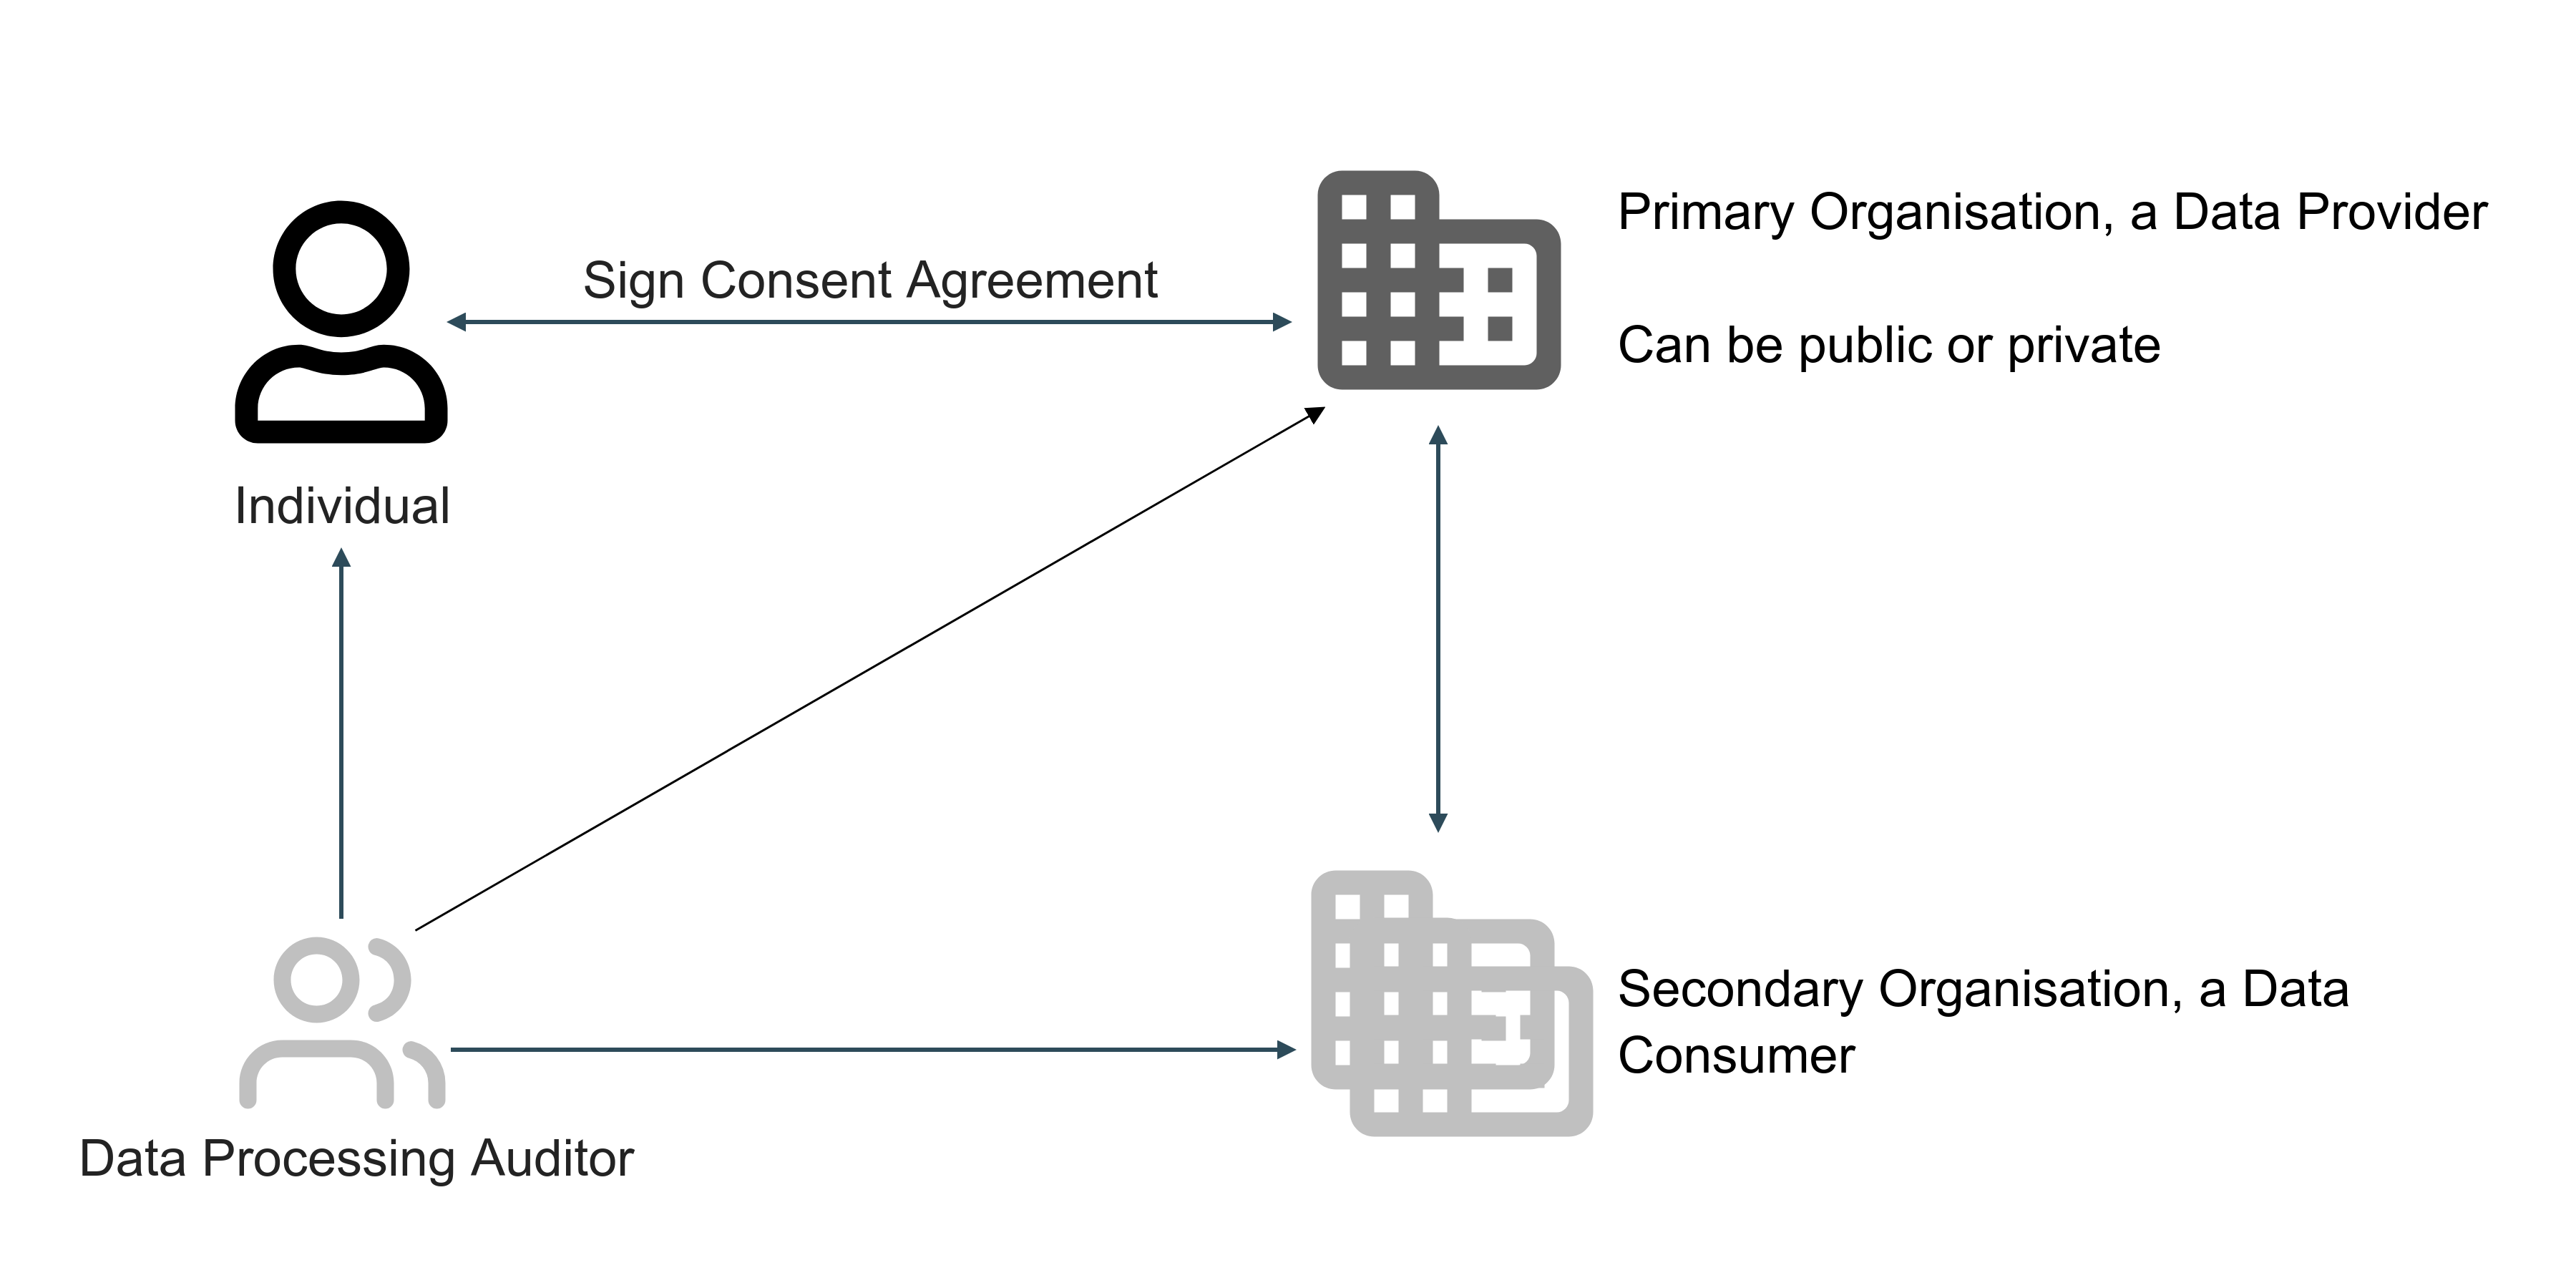 Primary Organisation, a Data Provider
Sign Consent Agreement
Can be public or private
Individual
Secondary Organisation, a Data
Consumer
Data Processing Auditor